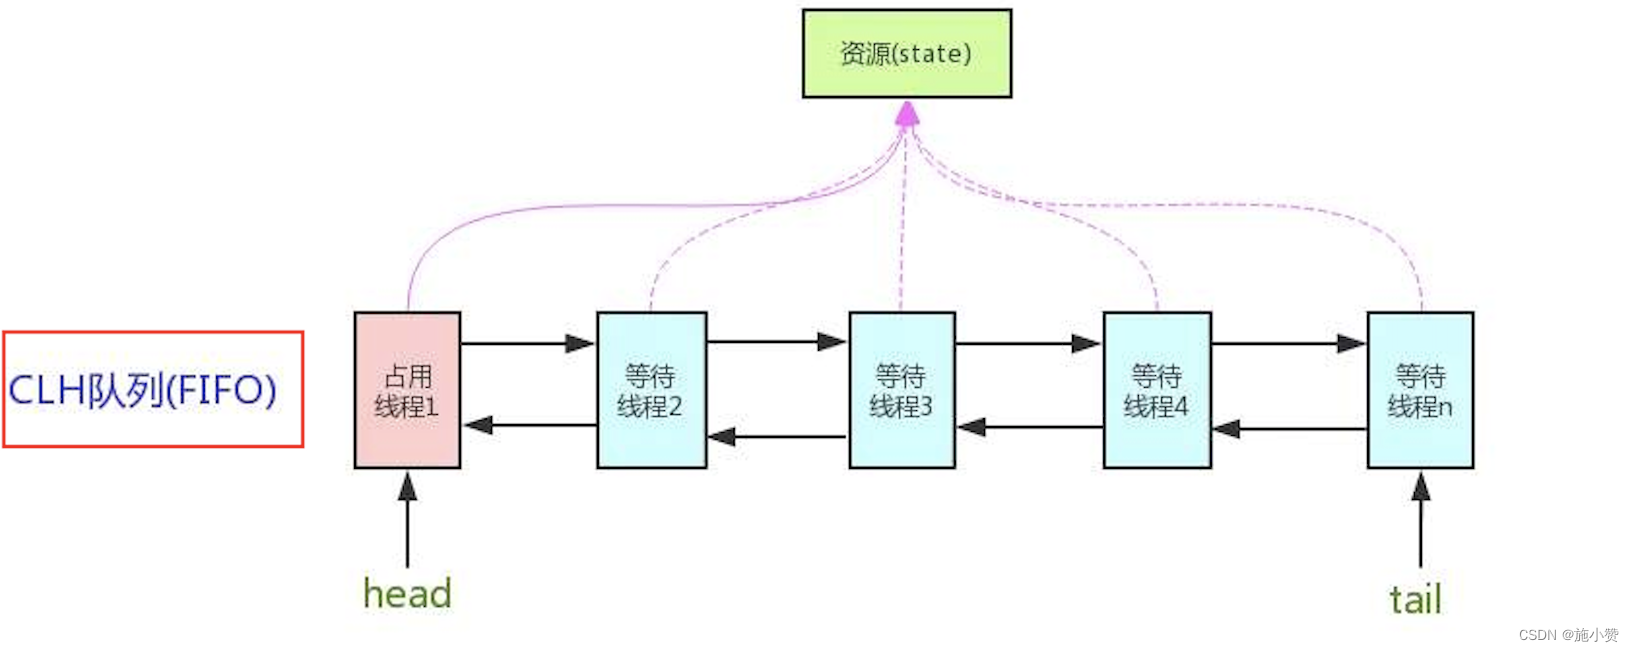 资源(state)
CLH队列(FIFO)
占用
线程1
等待
线程2
等待
线程3
等待
线程4
等待
线程n
head
tail
CSDN @施小赞